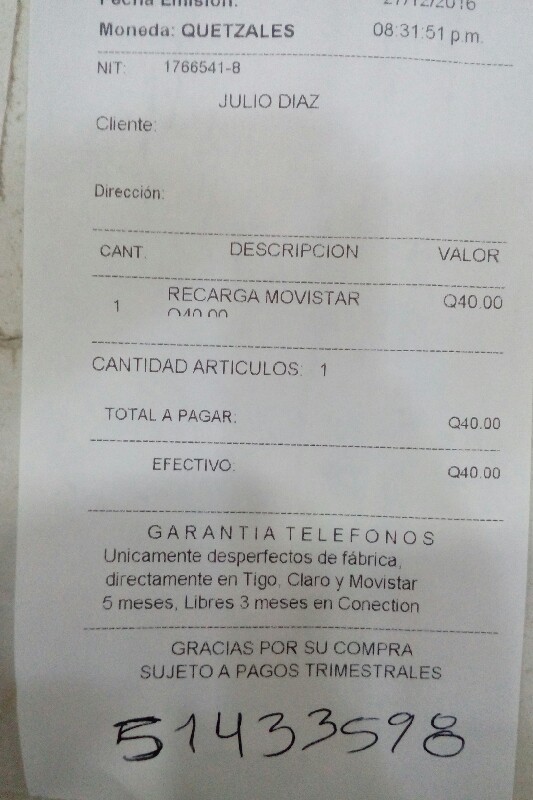 Fecha Emisión: 27/12/2016
Moneda: QUETZALES 08:31:51 p.m.
NIT: 1766541-8
JULIO DIAZ
Cliente:
Dirección:
CANT. DESCRIPCION VALOR
1 RECARGA MOVISTAR Q40.00
Q40.00
CANTIDAD ARTICULOS: 1
TOTAL A PAGAR: Q40.00
EFECTIVO: Q40.00
GARANTIA TELEFONOS
Unicamente desperfectos de fábrica,
directamente en Tigo, Claro y Movistar
5 meses, Libres 3 meses en Conection
GRACIAS POR SU COMPRA
SUJETO A PAGOS TRIMESTRALES
51433598